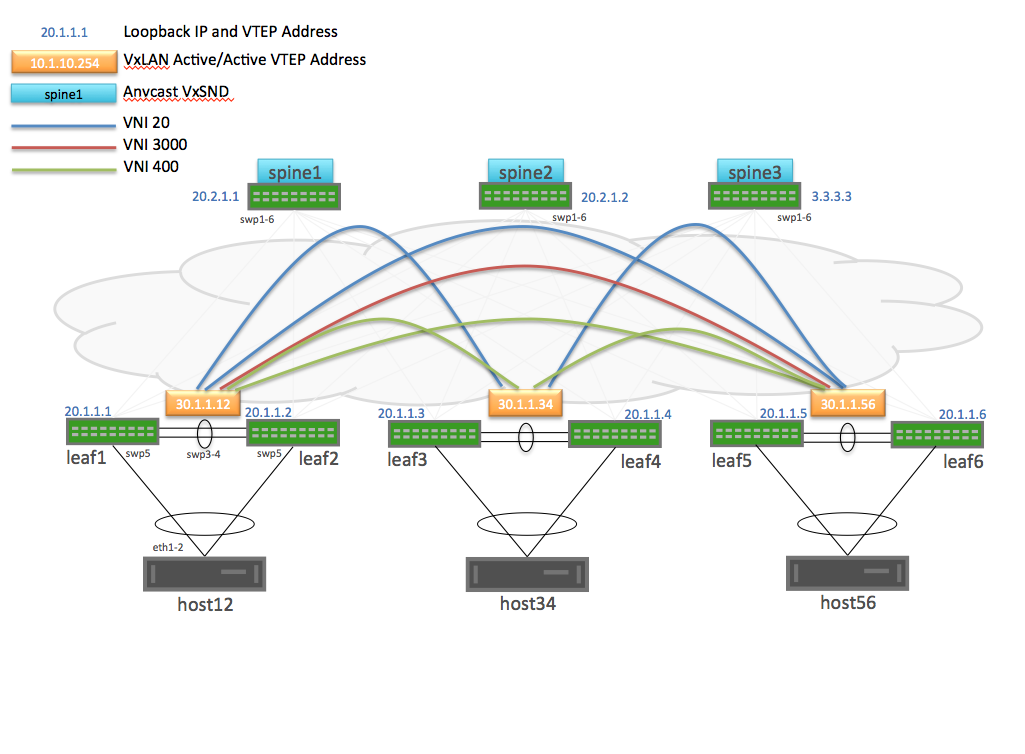 20.1.1.1 Loopback IP and VTEP Address
10.1.10.254 VxLAN Active/Active VTEP Address
spine1 Anvcast VxSND
VNI 20
VNI 3000
VNI 400
spine1 spine2 spine3
20.2.1.1 20.2.1.2 3.3.3.3
swp1-6 swp1-6 swp1-6
30.1.1.12 30.1.1.34 30.1.1.56
20.1.1.1 20.1.1.2 20.1.1.3 20.1.1.4 20.1.1.5 20.1.1.6
leaf1 swp5 swp3-4 swp5 leaf2 leaf3 leaf4 leaf5 leaf6
eth1-2
host12 host34 host56